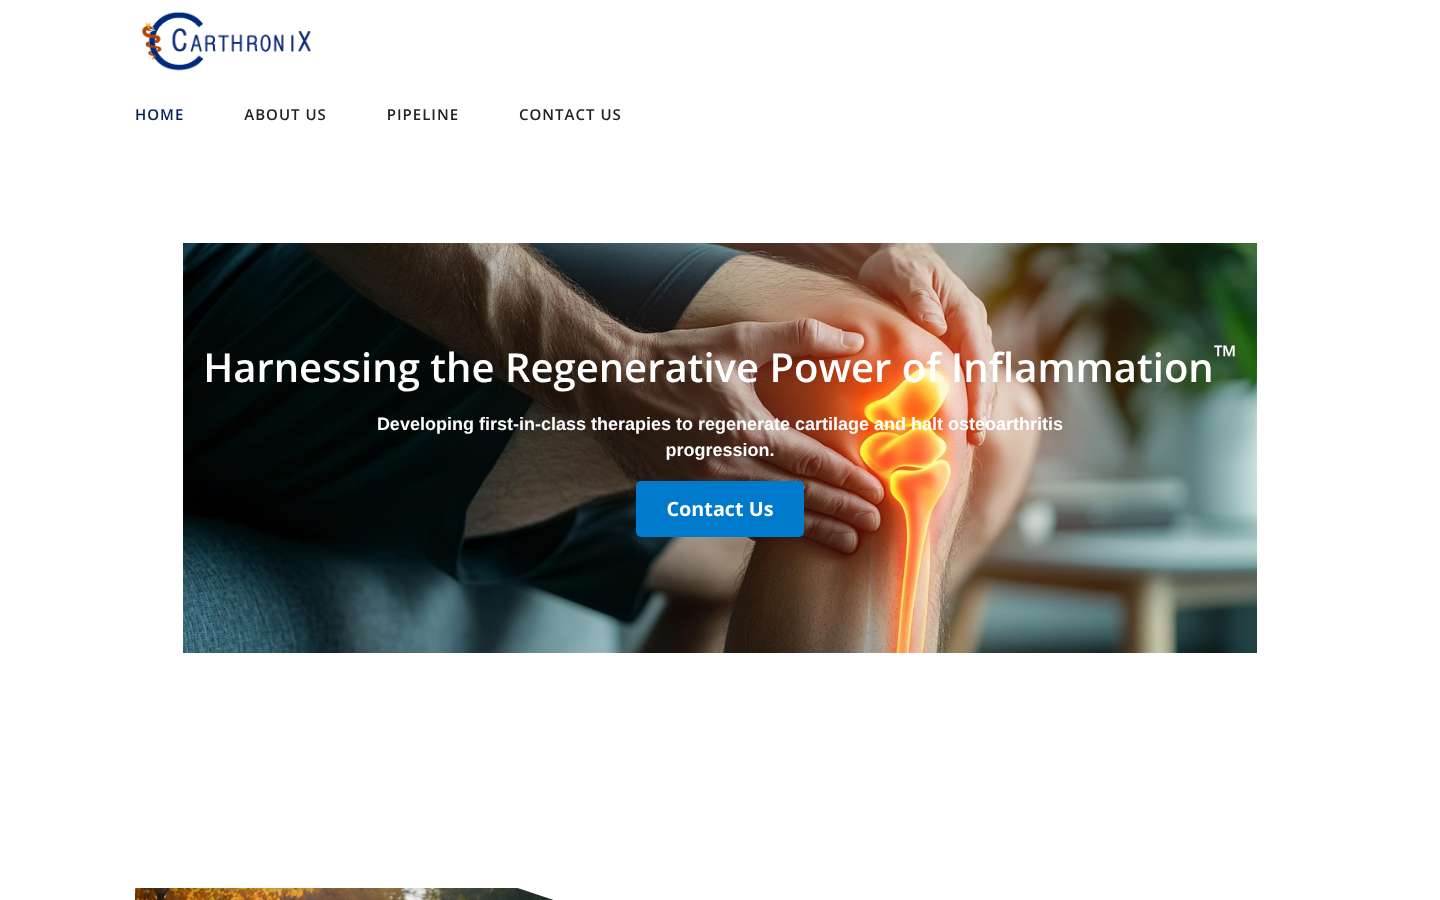 CARTHRONIX
HOME ABOUT US PIPELINE CONTACT US
Harnessing the Regenerative Power of Inflammation™
Developing first-in-class therapies to regenerate cartilage and halt osteoarthritis
progression.
Contact Us